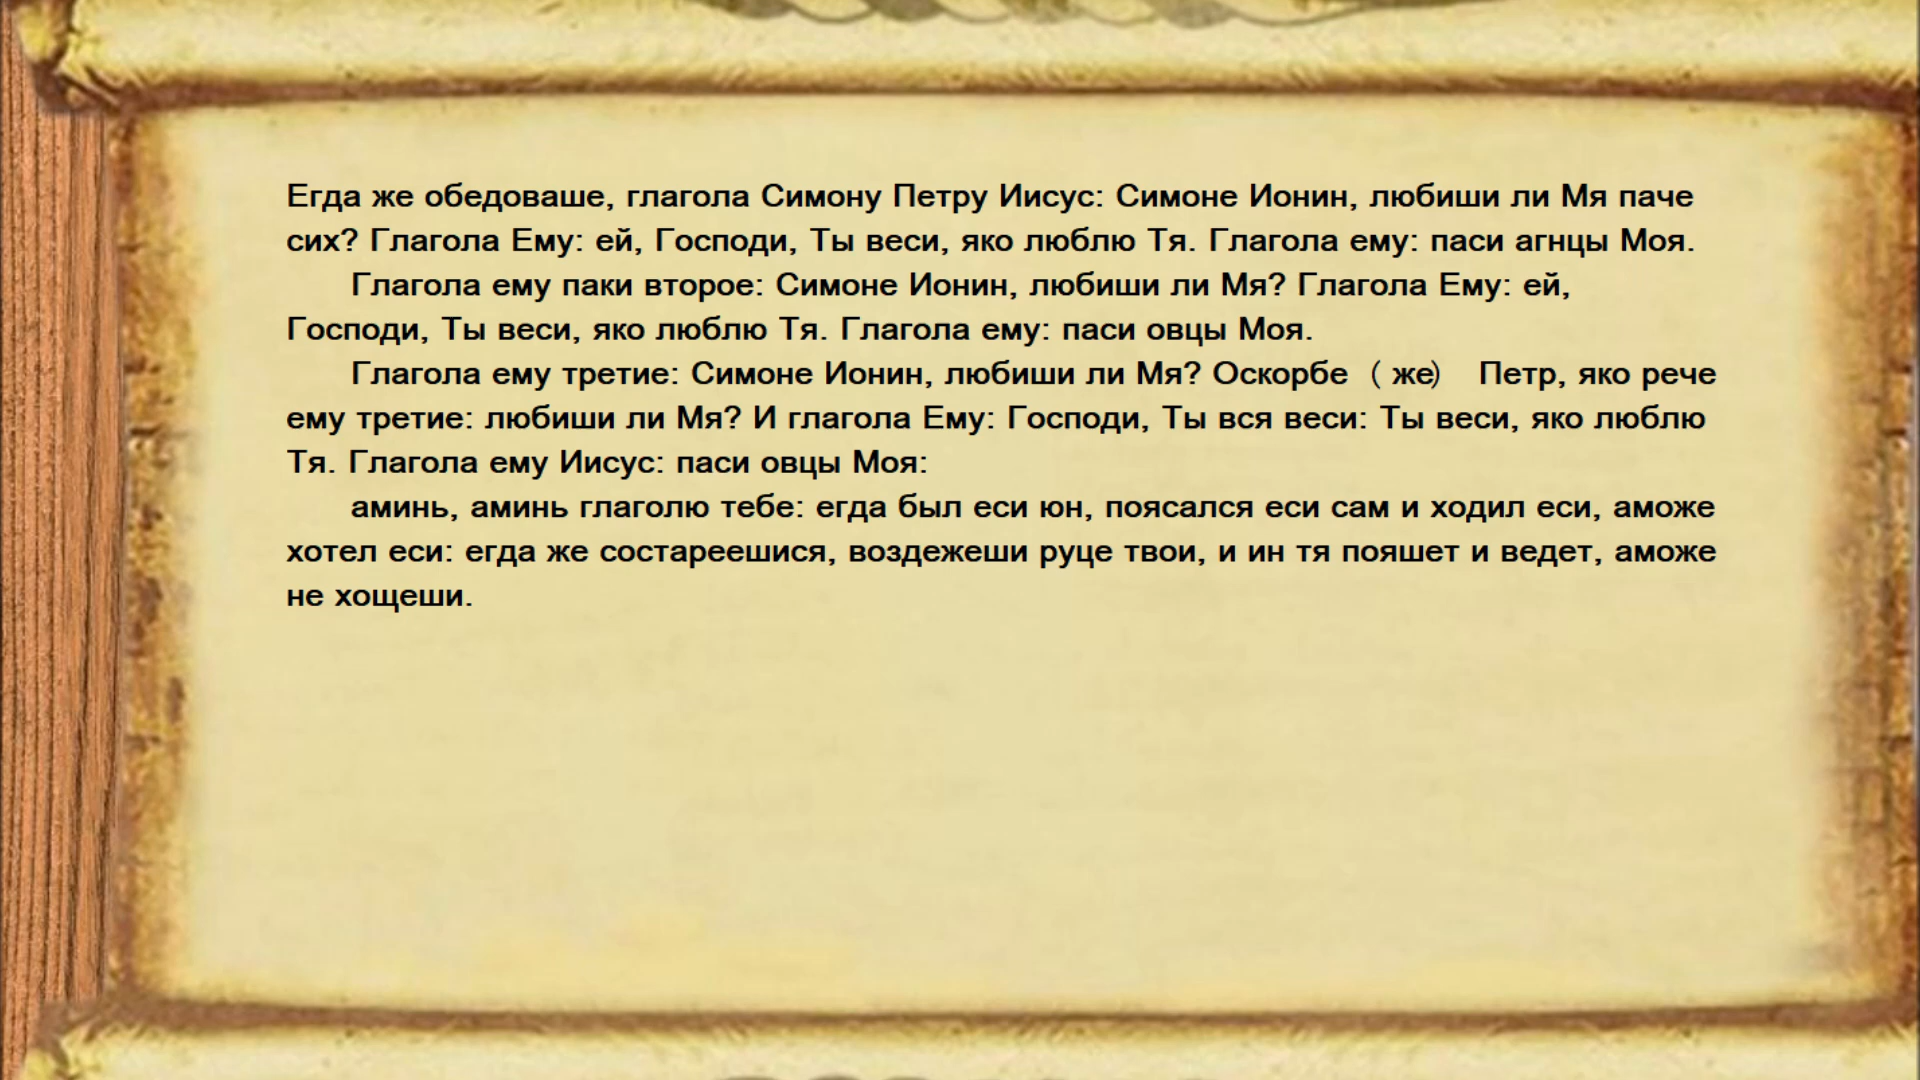 Егда же обедоваше, глагола Симону Петру Иисус: Симоне Ионин, любиши ли Мя паче
сих? Глагола Ему: ей, Господи, Ты веси, яко люблю Тя. Глагола ему: паси агнцы Моя.
Глагола ему паки второе: Симоне Ионин, любиши ли Мя? Глагола Ему: ей,
Господи, Ты веси, яко люблю Тя. Глагола ему: паси овцы Моя.
Глагола ему третие: Симоне Ионин, любиши ли Мя? Оскорбе ( же) Петр, яко рече
ему третие: любиши ли Мя? И глагола Ему: Господи, Ты вся веси: Ты веси, яко люблю
Тя. Глагола ему Иисус: паси овцы Моя:
аминь, аминь глаголю тебе: егда был еси юн, поясался еси сам и ходил еси, аможе
хотел еси: егда же состареешися, воздежеши руце твои, и ин тя пояшет и ведет, аможе
не хощеши.